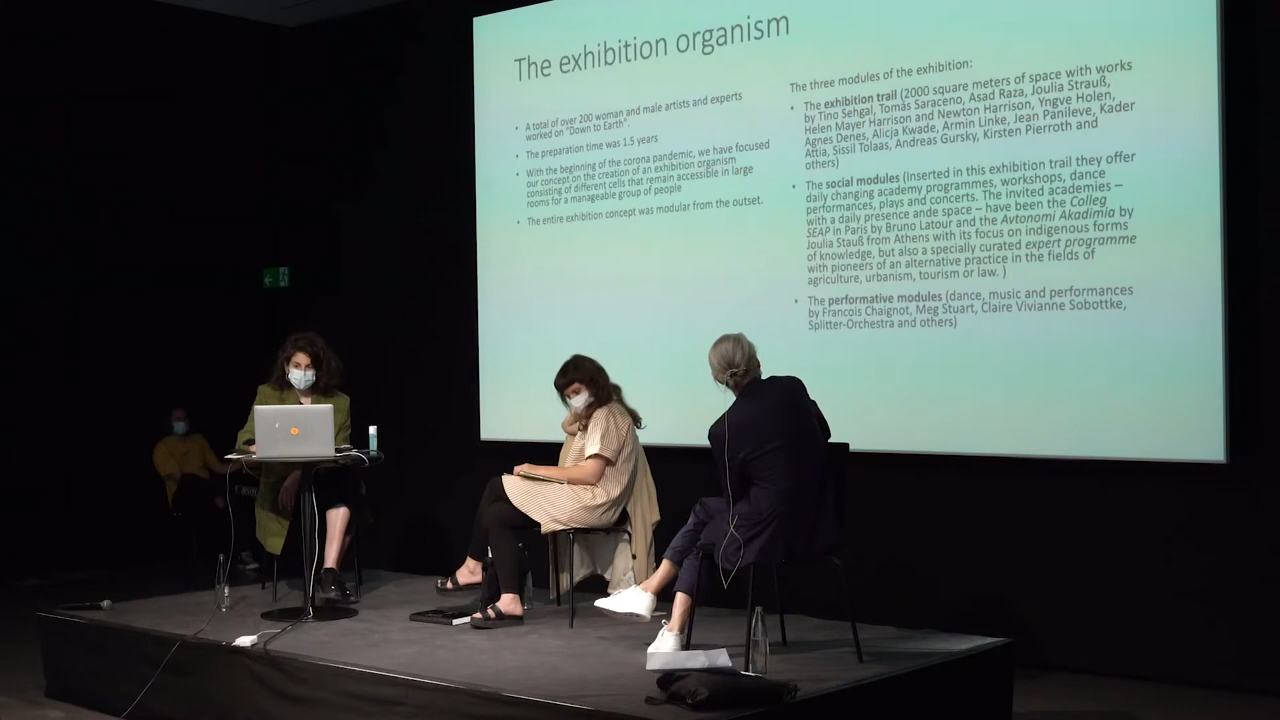 The exhibition organism
• A total of over 200 woman and male artists and experts
worked on "Down to Earth".
• The preparation time was 1.5 years
• With the beginning of the corona pandemic, we have focused
our concept on the creation of an exhibition organism
consisting of different cells that remain accessible in large
rooms for a manageable group of people
• The entire exhibition concept was modular from the outset.
The three modules of the exhibition:
• The exhibition trail (2000 square meters of space with works
by Tino Sehgal, Tomás Saraceno, Asad Raza, Joulia Strauß,
Helen Mayer Harrison and Newton Harrison, Yngve Holen,
Agnes Denes, Alicja Kwade, Armin Linke, Jean Panileve, Kader
Attia, Sissil Tolaas, Andreas Gursky, Kirsten Pierroth and
others)
• The social modules (Inserted in this exhibition trail they offer
daily changing academy programmes, workshops, dance
performances, plays and concerts. The invited academies –
with a daily presence ande space – have been the Colleg
SEAP in Paris by Bruno Latour and the Avtonomi Akadimia by
Joulia Stauß from Athens with its focus on indigenous forms
of knowledge, but also a specially curated expert programme
with pioneers of an alternative practice in the fields of
agriculture, urbanism, tourism or law. )
• The performative modules (dance, music and performances
by Francois Chaignot, Meg Stuart, Claire Vivianne Sobottke,
Splitter-Orchestra and others)